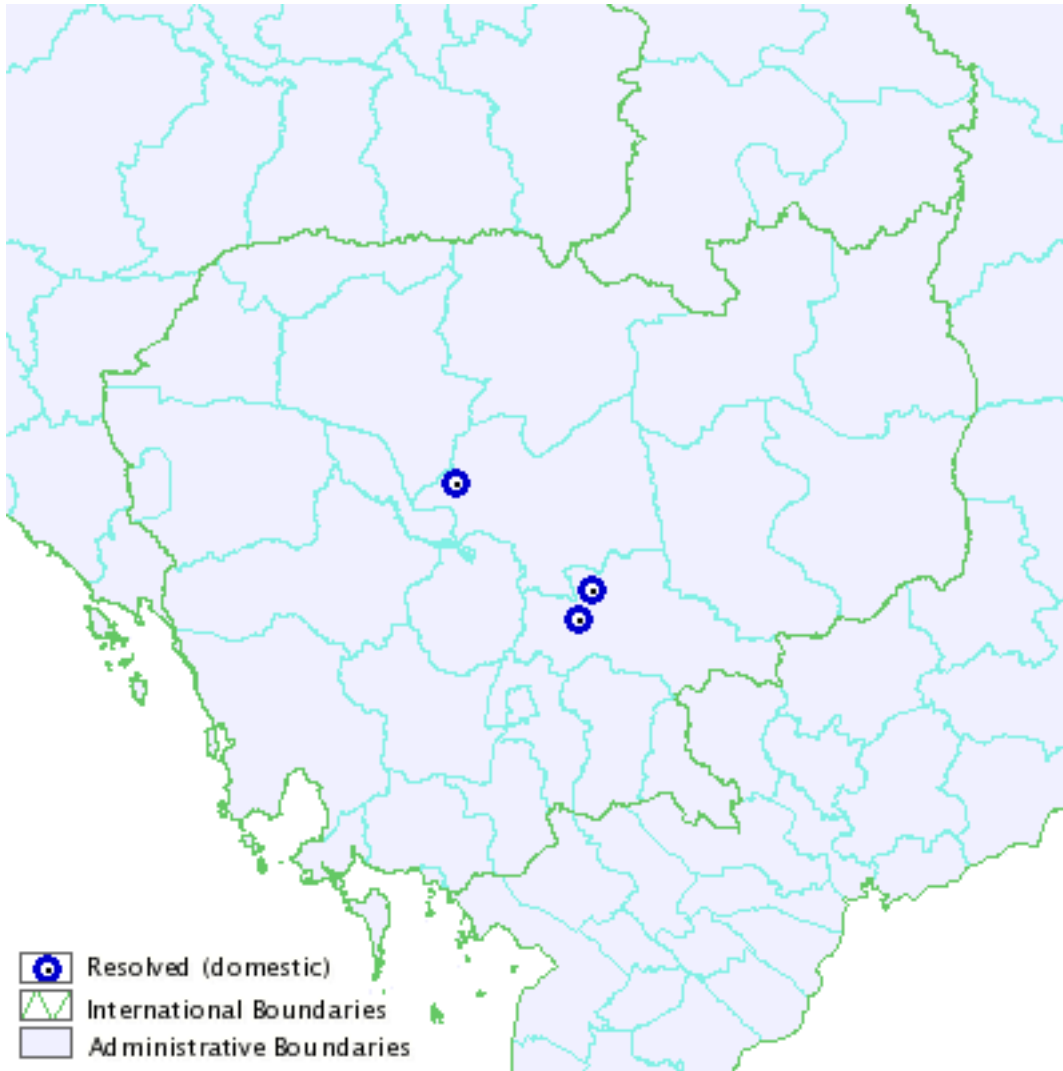 Resolved (domestic)
International Boundaries
Administrative Boundaries